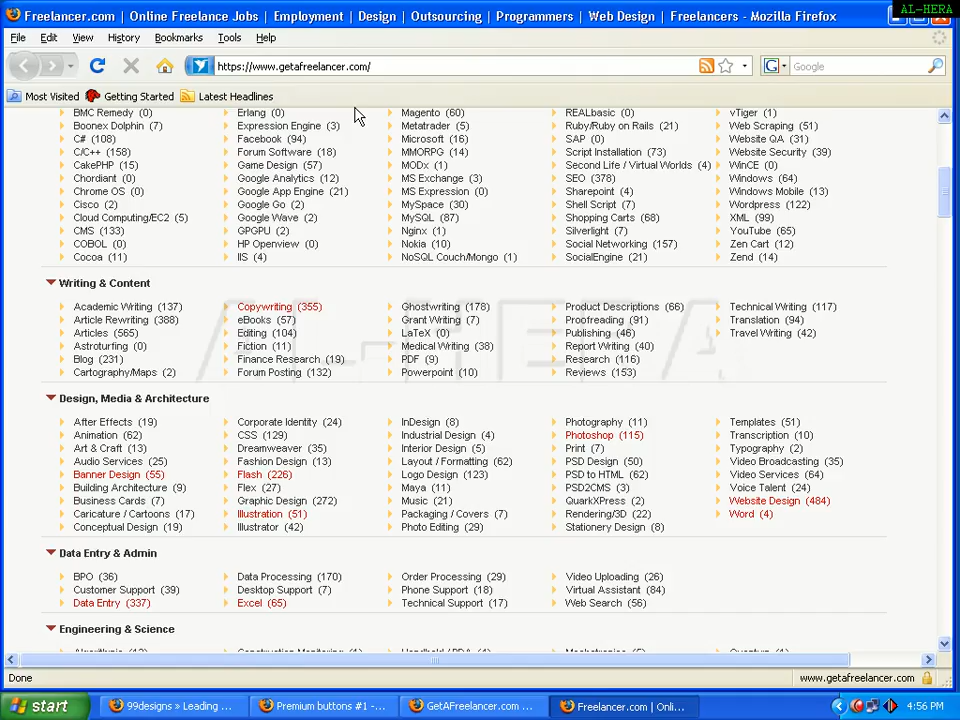 Freelancer.com | Online Freelance Jobs | Employment | Design | Outsourcing | Programmers | Web Design | Freelancers - Mozilla Firefox
AL-HERA
File Edit View History Bookmarks Tools Help
https://www.getafreelancer.com/
Google
Most Visited Getting Started Latest Headlines
BMC Remedy (0) Erlang (0) Magento (60) REALbasic (0) vTiger (1)
Boonex Dolphin (7) Expression Engine (3) Metatrader (5) Ruby/Ruby on Rails (21) Web Scraping (51)
C# (108) Facebook (94) Microsoft (16) SAP (0) Website QA (31)
C/C++ (158) Forum Software (18) MMORPG (14) Script Installation (73) Website Security (39)
CakePHP (15) Game Design (57) MODx (1) Second Life / Virtual Worlds (4) WinCE (0)
Chordiant (0) Google Analytics (12) MS Exchange (3) SEO (378) Windows (64)
Chrome OS (0) Google App Engine (21) MS Expression (0) Sharepoint (4) Windows Mobile (13)
Cisco (2) Google Go (2) MySpace (30) Shell Script (7) Wordpress (122)
Cloud Computing/EC2 (5) Google Wave (2) MySQL (87) Shopping Carts (68) XML (99)
CMS (133) GPGPU (2) Nginx (1) Silverlight (7) YouTube (65)
COBOL (0) HP Openview (0) Nokia (10) Social Networking (157) Zen Cart (12)
Cocoa (11) IIS (4) NoSQL Couch/Mongo (1) SocialEngine (21) Zend (14)
Writing & Content
Academic Writing (137) Copywriting (355) Ghostwriting (178) Product Descriptions (66) Technical Writing (117)
Article Rewriting (388) eBooks (57) Grant Writing (7) Proofreading (91) Translation (94)
Articles (565) Editing (104) LaTeX (0) Publishing (46) Travel Writing (42)
Astroturfing (0) Fiction (11) Medical Writing (38) Report Writing (40)
Blog (231) Finance Research (19) PDF (9) Research (116)
Cartography/Maps (2) Forum Posting (132) Powerpoint (10) Reviews (153)
AL-HERA
Design, Media & Architecture
After Effects (19) Corporate Identity (24) InDesign (8) Photography (11) Templates (51)
Animation (62) CSS (129) Industrial Design (4) Photoshop (115) Transcription (10)
Art & Craft (13) Dreamweaver (35) Interior Design (5) Print (7) Typography (2)
Audio Services (25) Fashion Design (13) Layout / Formatting (62) PSD Design (50) Video Broadcasting (35)
Banner Design (55) Flash (226) Logo Design (123) PSD to HTML (62) Video Services (64)
Building Architecture (9) Flex (27) Maya (11) PSD2CMS (3) Voice Talent (24)
Business Cards (7) Graphic Design (272) Music (21) QuarkXPress (2) Website Design (484)
Caricature / Cartoons (17) Illustration (51) Packaging / Covers (7) Rendering/3D (22) Word (4)
Conceptual Design (19) Illustrator (42) Photo Editing (29) Stationery Design (8)
Data Entry & Admin
BPO (36) Data Processing (170) Order Processing (29) Video Uploading (26)
Customer Support (39) Desktop Support (7) Phone Support (18) Virtual Assistant (84)
Data Entry (337) Excel (65) Technical Support (17) Web Search (56)
Engineering & Science
Done www.getafreelancer.com
start 99designs » Leading ... Premium buttons #1 -... GetAFreelancer.com ... Freelancer.com | Onli... 4:56 PM